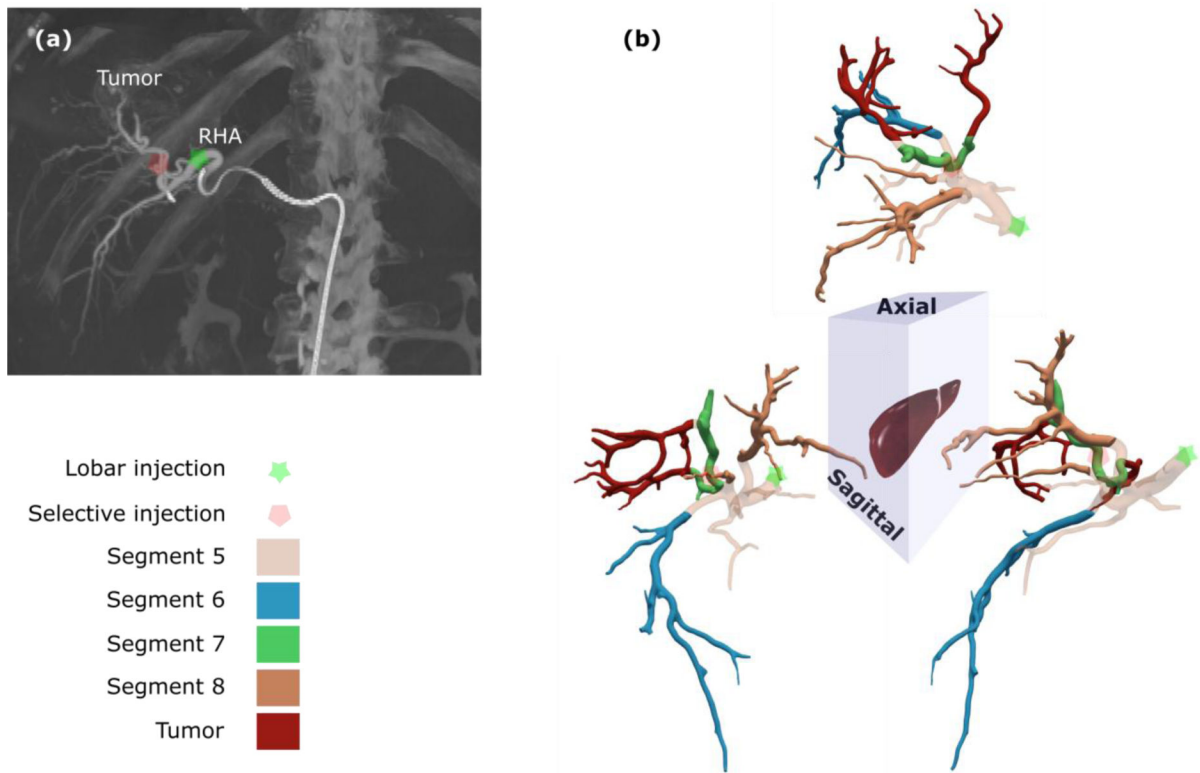 (a)
Tumor
RHA
Lobar injection
Selective injection
Segment 5
Segment 6
Segment 7
Segment 8
Tumor
(b)
Axial
Sagittal